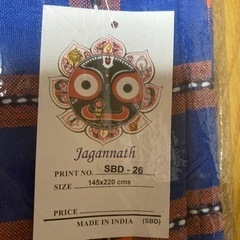 Jagannath
PRINT NO. SBD - 26
SIZE 145x220 cms
PRICE
MADE IN INDIA (SBD)